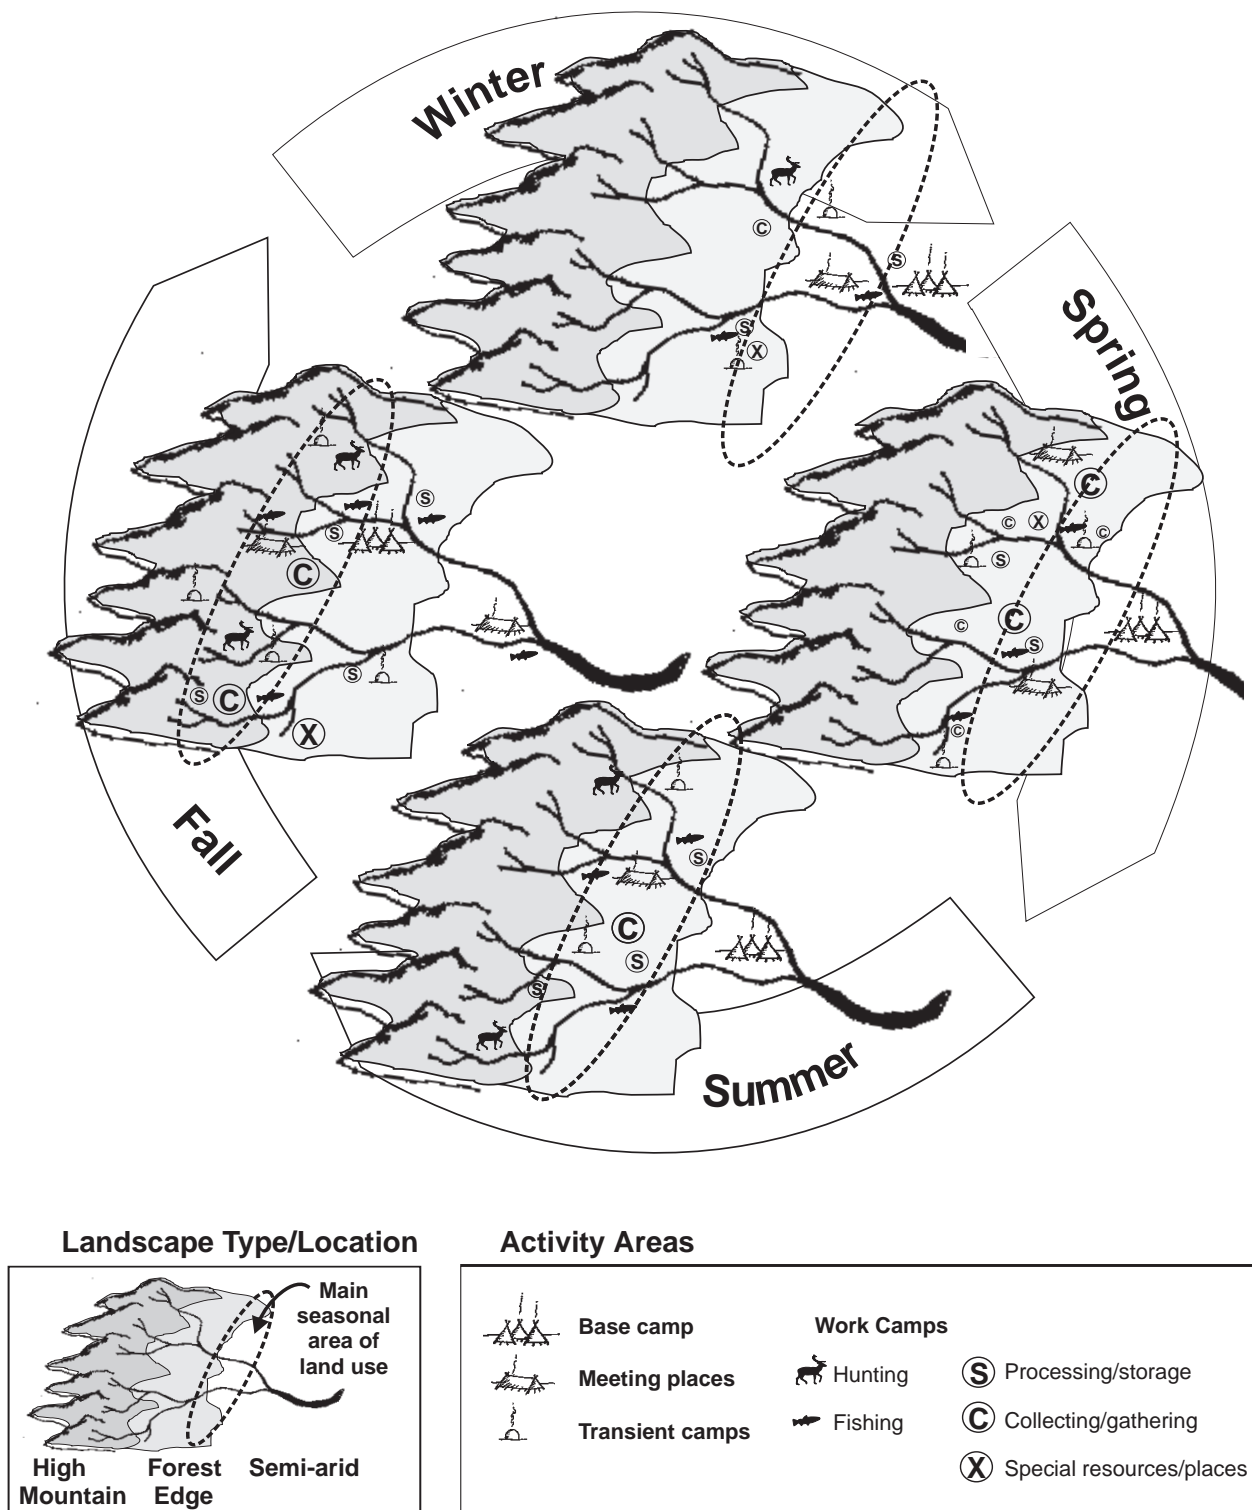 Winter
C
S
S
X
Spring
C
C
X
C
S
C
C
S
C
Fall
S
S
C
S
C
S
X
Summer
S
C
S
S
Landscape Type/Location
Main
seasonal
area of
land use
High
Mountain
Forest
Edge
Semi-arid
Activity Areas
Base camp
Meeting places
Transient camps
Work Camps
Hunting
Fishing
S Processing/storage
C Collecting/gathering
X Special resources/places